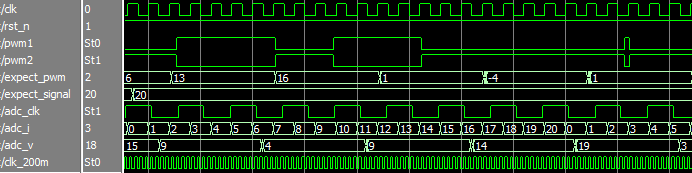 :/clk 0
:/rst_n 1
:/pwm1 St0
:/pwm2 St1
:/expect_pwm 2 6 13 16 1 -4 1
:/expect_signal 20 20
:/adc_clk St1
:/adc_i 3 0 1 2 3 4 5 6 7 8 9 10 11 12 13 14 15 16 17 18 19 20 0 1 2 3 4 5
:/adc_v 18 15 9 4 9 14 19 3
:/clk_200m St0